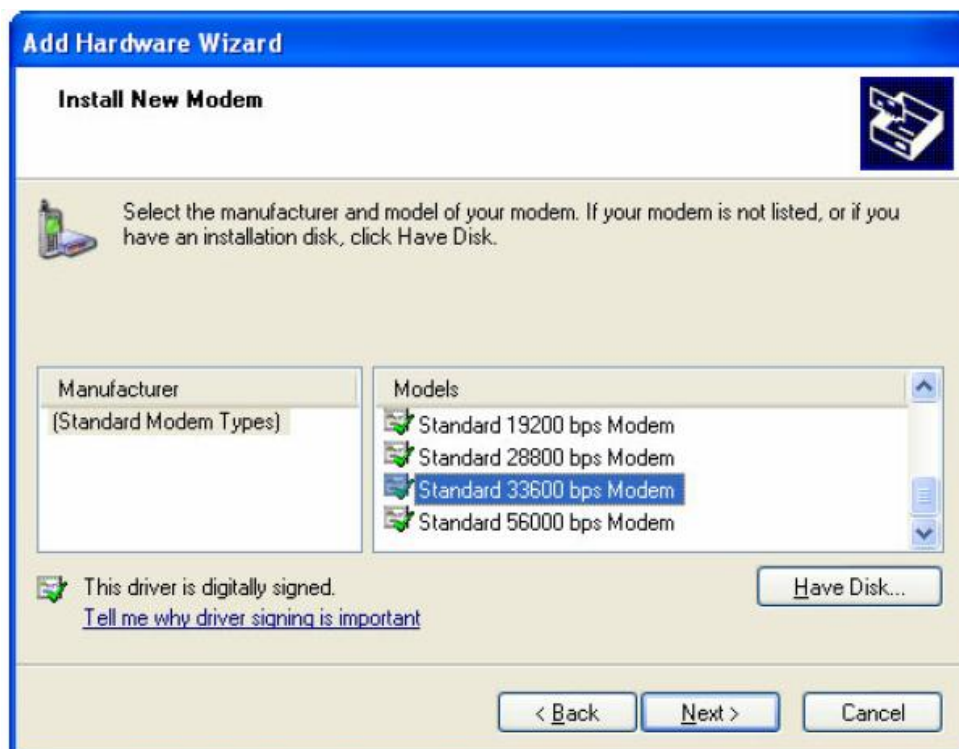 Add Hardware Wizard
Install New Modem
Select the manufacturer and model of your modem. If your modem is not listed, or if you
have an installation disk, click Have Disk.
Manufacturer
(Standard Modem Types)
Models
Standard 19200 bps Modem
Standard 28800 bps Modem
Standard 33600 bps Modem
Standard 56000 bps Modem
This driver is digitally signed.
Tell me why driver signing is important
Have Disk...
< Back
Next >
Cancel